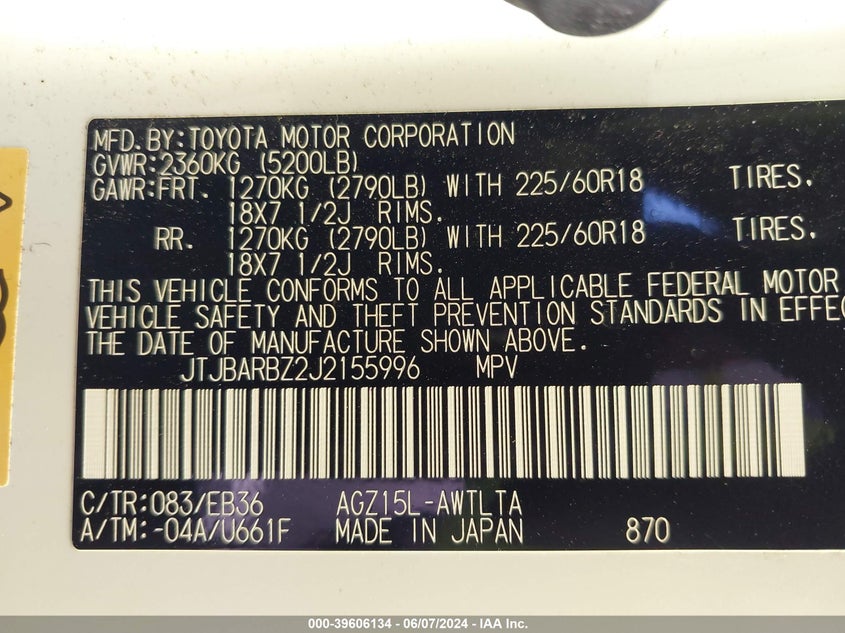 MFD. BY:TOYOTA MOTOR CORPORATION
GVWR:2360KG (5200LB)
GAWR:FRT. 1270KG (2790LB) WITH 225/60R18 TIRES.
18X7 1/2J RIMS.
RR. 1270KG (2790LB) WITH 225/60R18 TIRES.
18X7 1/2J RIMS.
THIS VEHICLE CONFORMS TO ALL APPLICABLE FEDERAL MOTOR
VEHICLE SAFETY AND THEFT PREVENTION STANDARDS IN EFFEC
THE DATE OF MANUFACTURE SHOWN ABOVE.
JTJBARBZ2J2155996 MPV
C/TR:083/EB36 AGZ15L-AWTLTA
A/TM:-04A/U661F MADE IN JAPAN 870
000-39606134 - 06/07/2024 - IAA Inc.